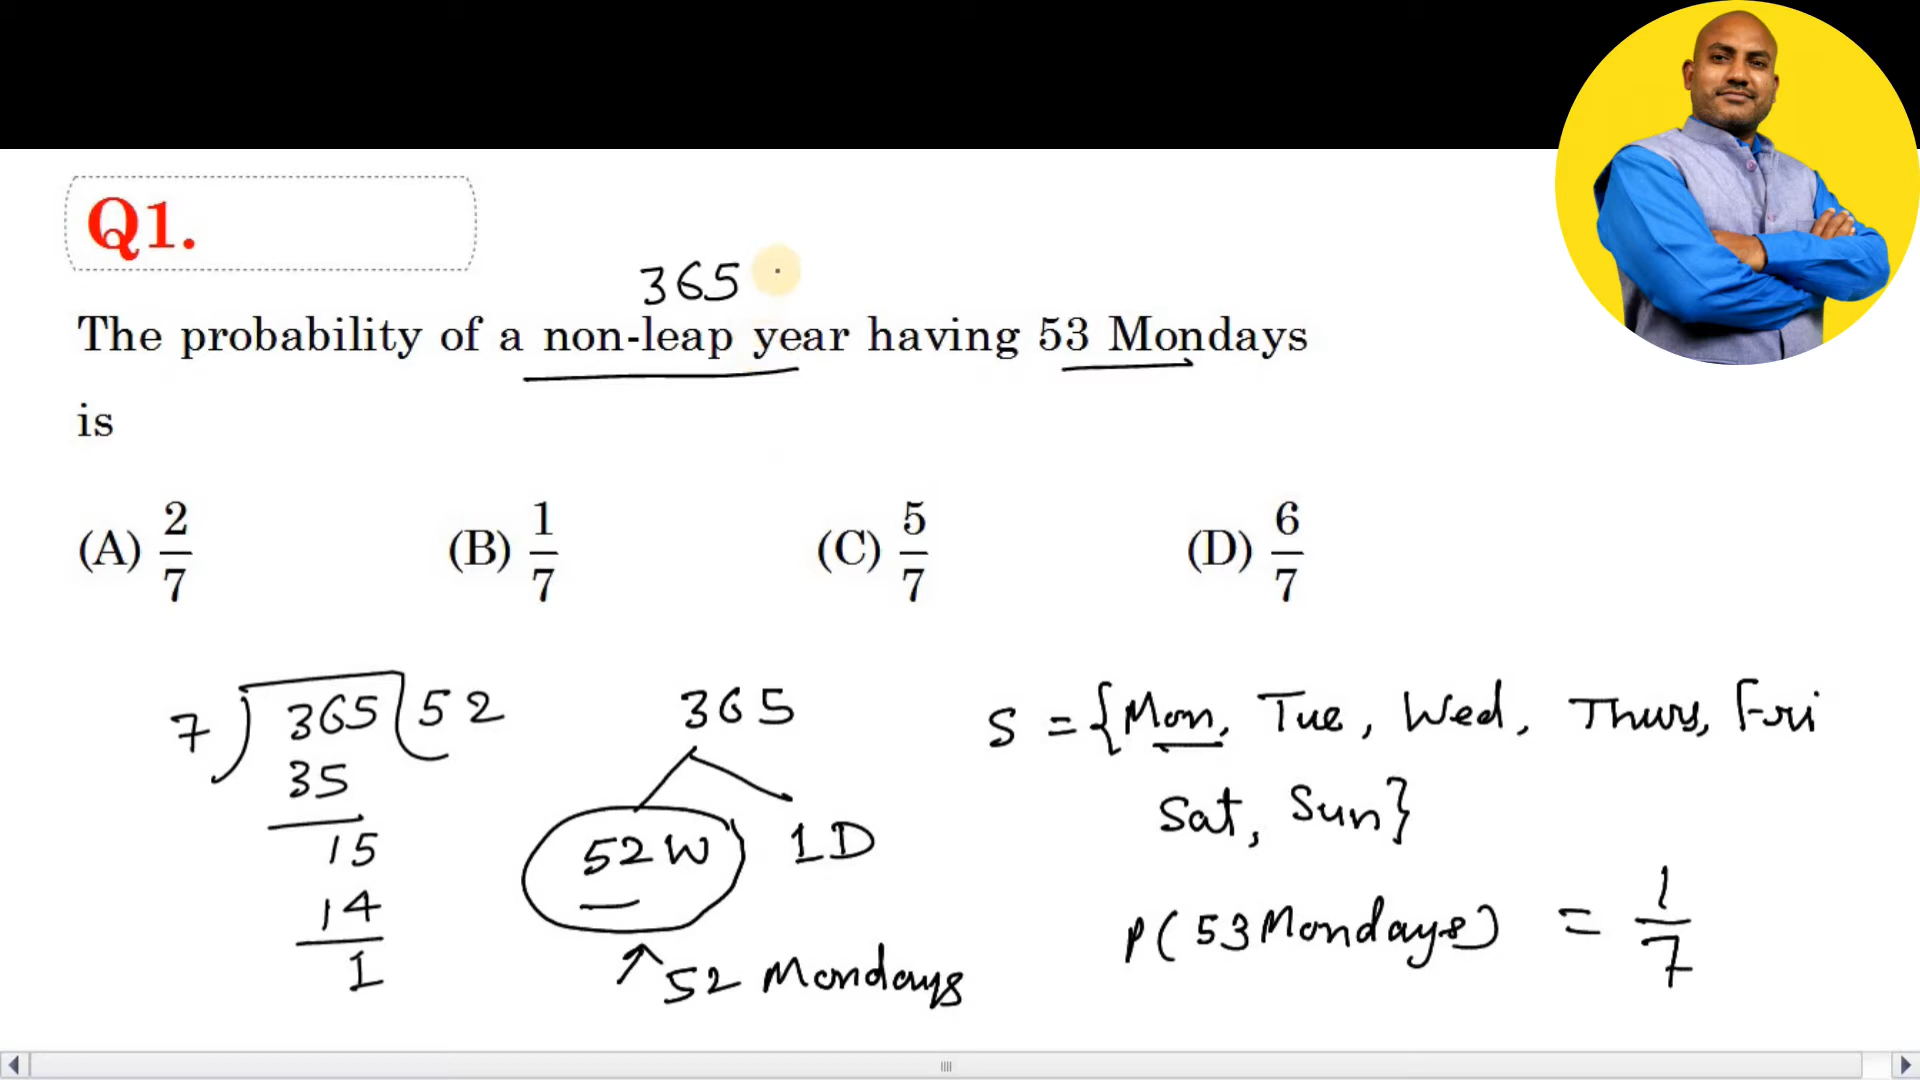 Q1.
365
The probability of a non-leap year having 53 Mondays
is
(A) 2/7 (B) 1/7 (C) 5/7 (D) 6/7
7 ) 365 ( 52
35
15
14
1
365
52W 1D
52 Mondays
S = {Mon, Tue, Wed, Thurs, Fri
Sat, Sun}
P(53 Mondays) = 1/7